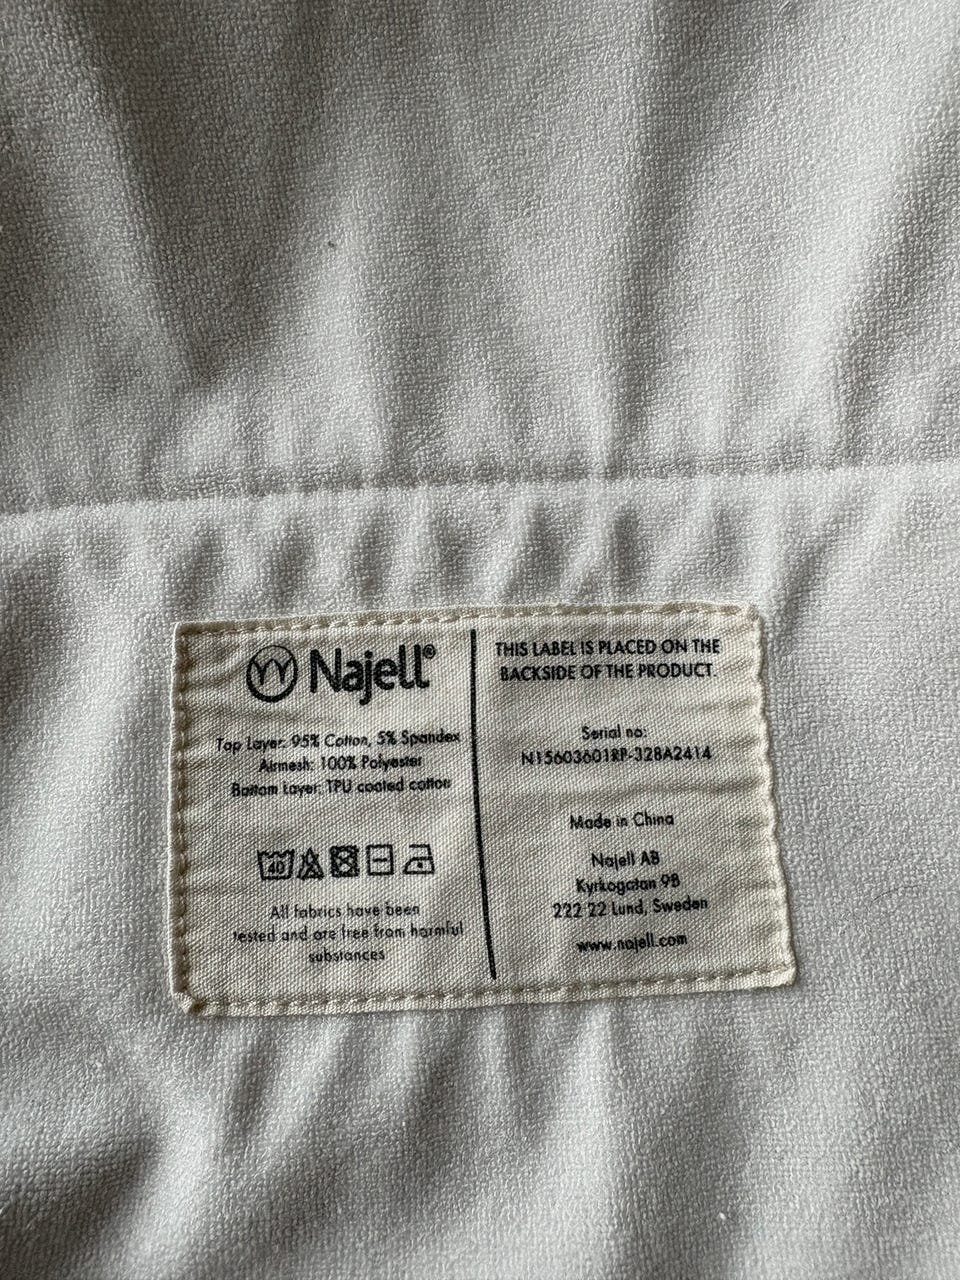 Najell®
Top Layer: 95% Cotton, 5% Spandex
Airmesh: 100% Polyester
Bottom Layer: TPU coated cotton
40
All fabrics have been
tested and are free from harmful
substances
THIS LABEL IS PLACED ON THE
BACKSIDE OF THE PRODUCT.
Serial no:
N15603601RP-328A2414
Made in China
Najell AB
Kyrkogatan 9B
222 22 Lund, Sweden
www.najell.com